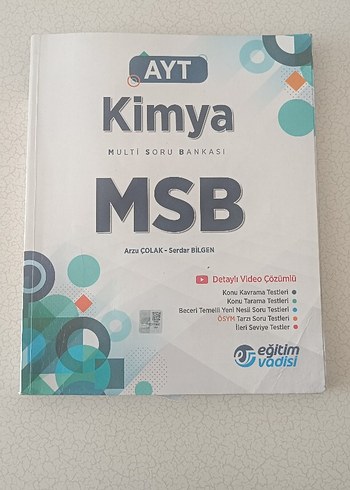 AYT
Kimya
MULTİ SORU BANKASI
MSB
Arzu ÇOLAK - Serdar BİLGEN
Detaylı Video Çözümlü
Konu Kavrama Testleri
Konu Tarama Testleri
Beceri Temelli Yeni Nesil Soru Testleri
ÖSYM Tarzı Soru Testleri
İleri Seviye Testler
eğitim
vadisi